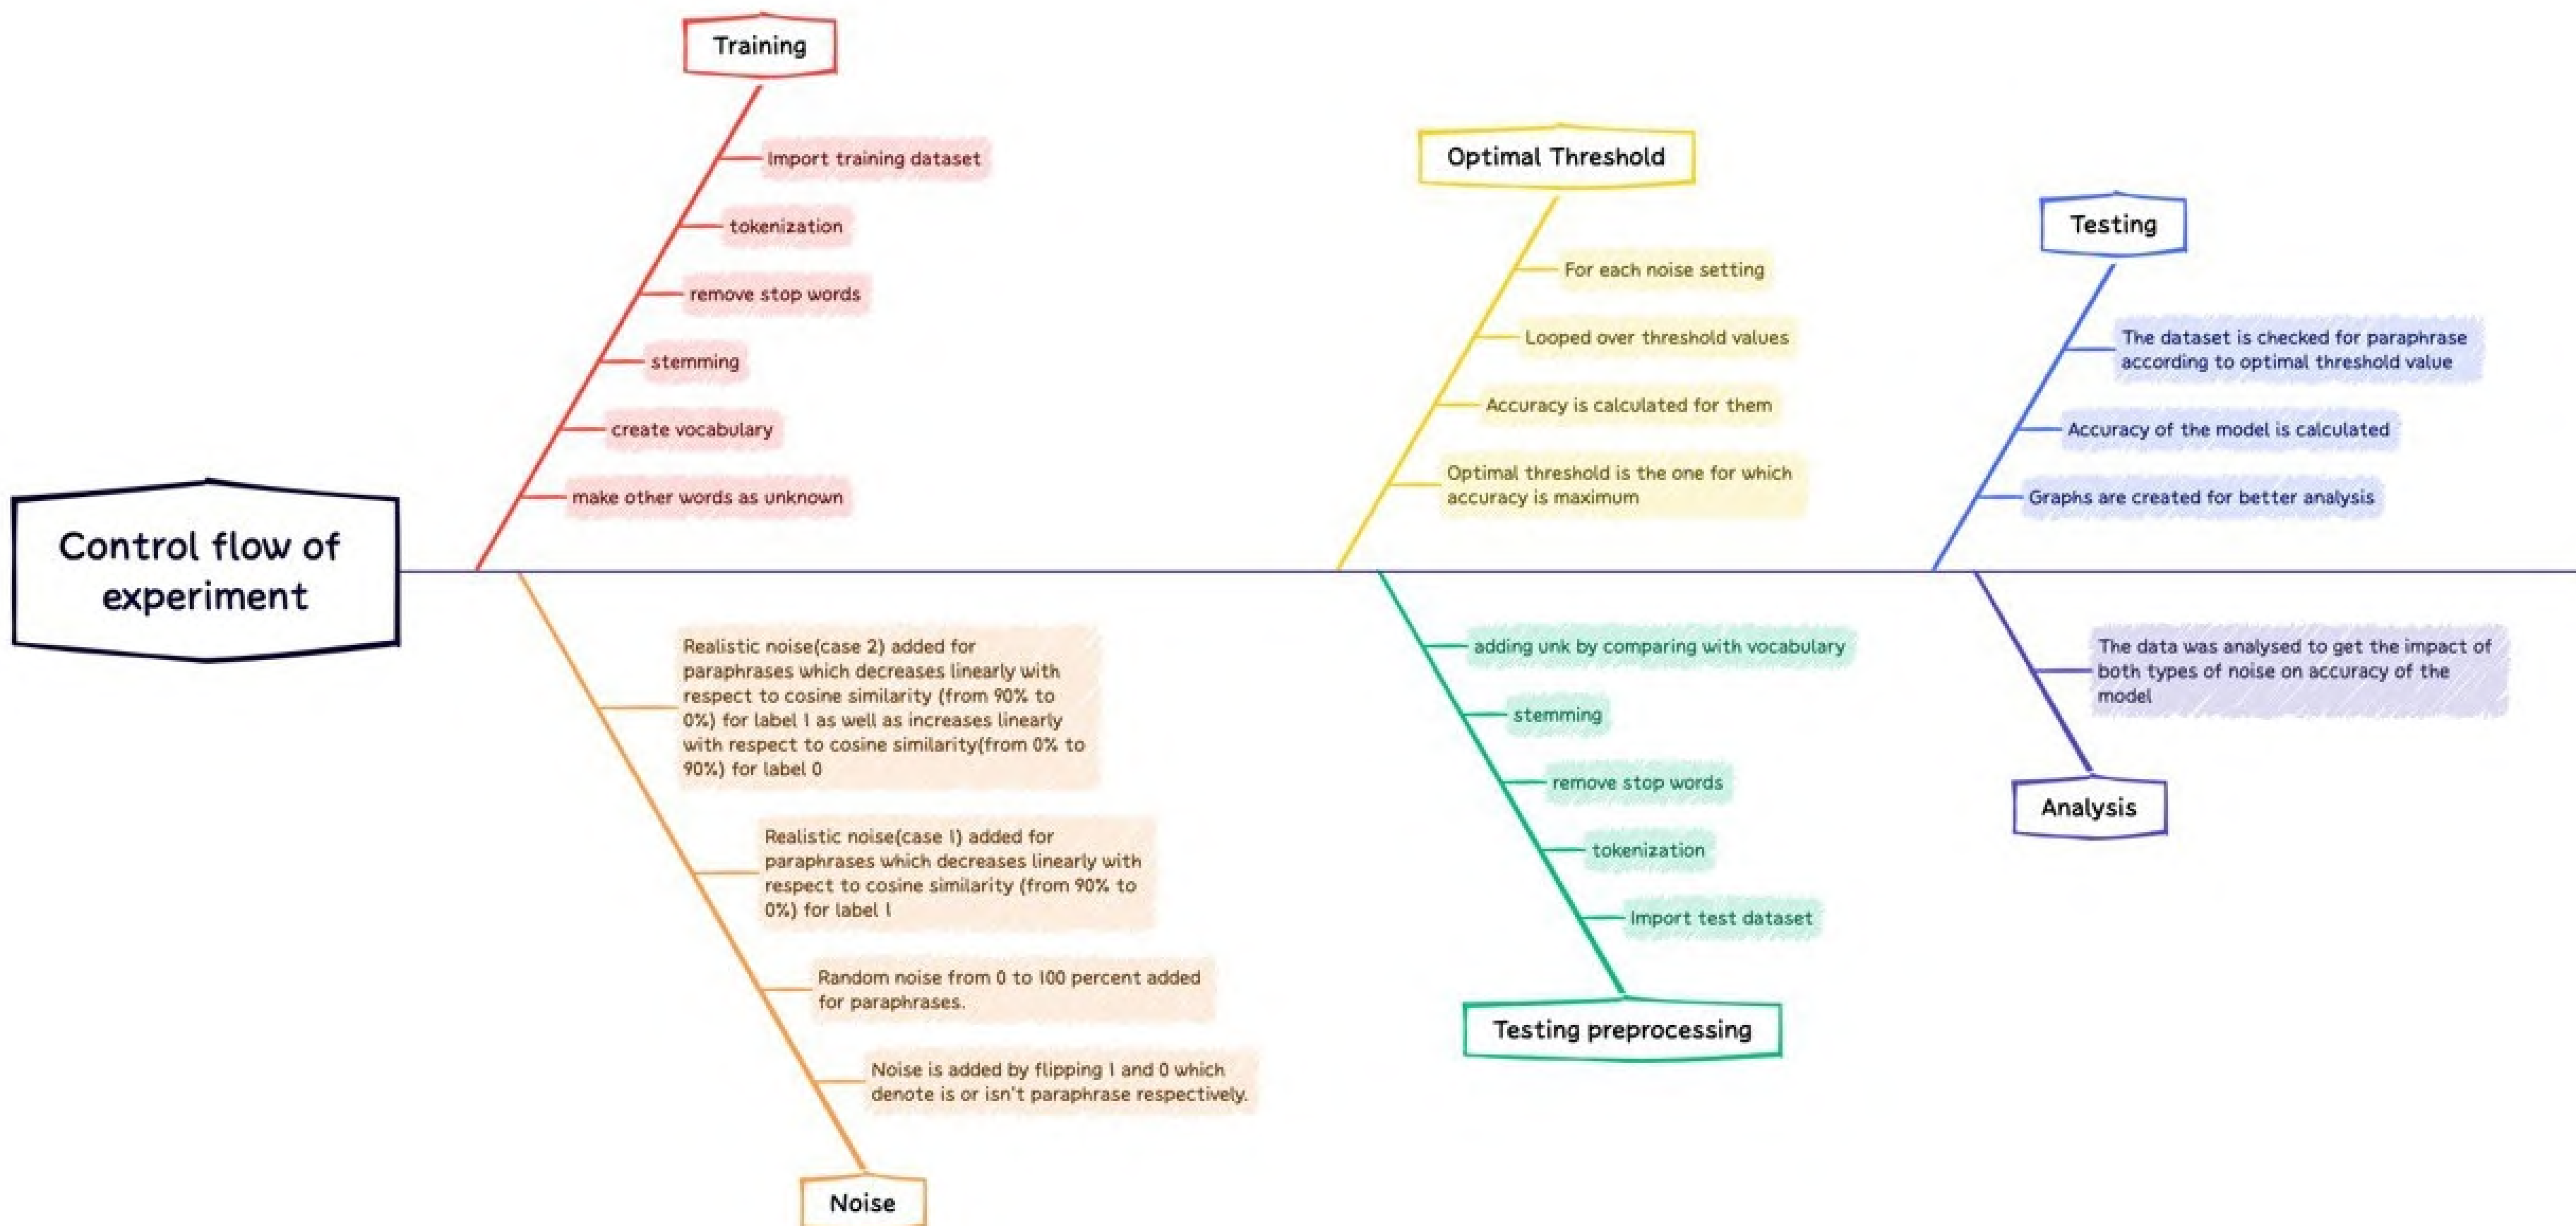 Training
Import training dataset
tokenization
remove stop words
stemming
create vocabulary
make other words as unknown
Optimal Threshold
For each noise setting
Looped over threshold values
Accuracy is calculated for them
Optimal threshold is the one for which
accuracy is maximum
Testing
The dataset is checked for paraphrase
according to optimal threshold value
Accuracy of the model is calculated
Graphs are created for better analysis
Control flow of
experiment
Realistic noise(case 2) added for
paraphrases which decreases linearly with
respect to cosine similarity (from 90% to
0%) for label 1 as well as increases linearly
with respect to cosine similarity(from 0% to
90%) for label 0
Realistic noise(case 1) added for
paraphrases which decreases linearly with
respect to cosine similarity (from 90% to
0%) for label 1
Random noise from 0 to 100 percent added
for paraphrases.
Noise is added by flipping 1 and 0 which
denote is or isn't paraphrase respectively.
Noise
adding unk by comparing with vocabulary
stemming
remove stop words
tokenization
Import test dataset
Testing preprocessing
The data was analysed to get the impact of
both types of noise on accuracy of the
model
Analysis